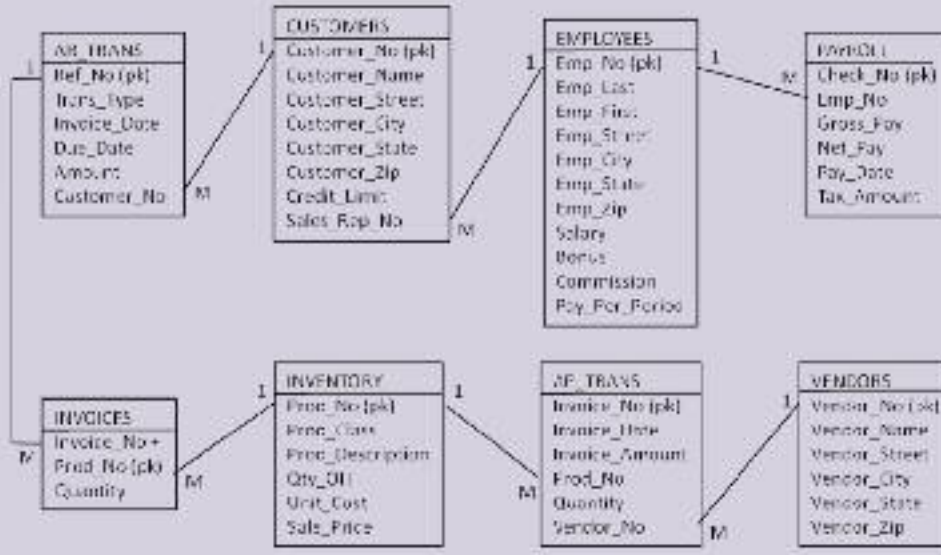 AR_TRANS
Ref_No (pk)
Trans_Type
Invoice_Date
Due_Date
Amount
Customer_No
1
M
CUSTOMERS
1
Customer_No (pk)
Customer_Name
Customer_Street
Customer_City
Customer_State
Customer_Zip
Credit_Limit
Sales_Rep_No
M
EMPLOYEES
1
Emp_No (pk)
1
Emp_Last
Emp_First
Emp_Street
Emp_City
Emp_State
Emp_Zip
Salary
Bonus
Commission
Pay_Per_Period
PAYROLL
M
Check_No (pk)
Emp_No
Gross_Pay
Net_Pay
Pay_Date
Tax_Amount
INVOICES
Invoice_No +
Prod_No (pk)
Quantity
M
M
INVENTORY
1
1
Prod_No (pk)
Prod_Class
Prod_Description
Qty_OH
Unit_Cost
Sale_Price
AP_TRANS
Invoice_No (pk)
Invoice_Date
Invoice_Amount
Prod_No
Quantity
Vendor_No
M
M
VENDORS
1
Vendor_No (pk)
Vendor_Name
Vendor_Street
Vendor_City
Vendor_State
Vendor_Zip